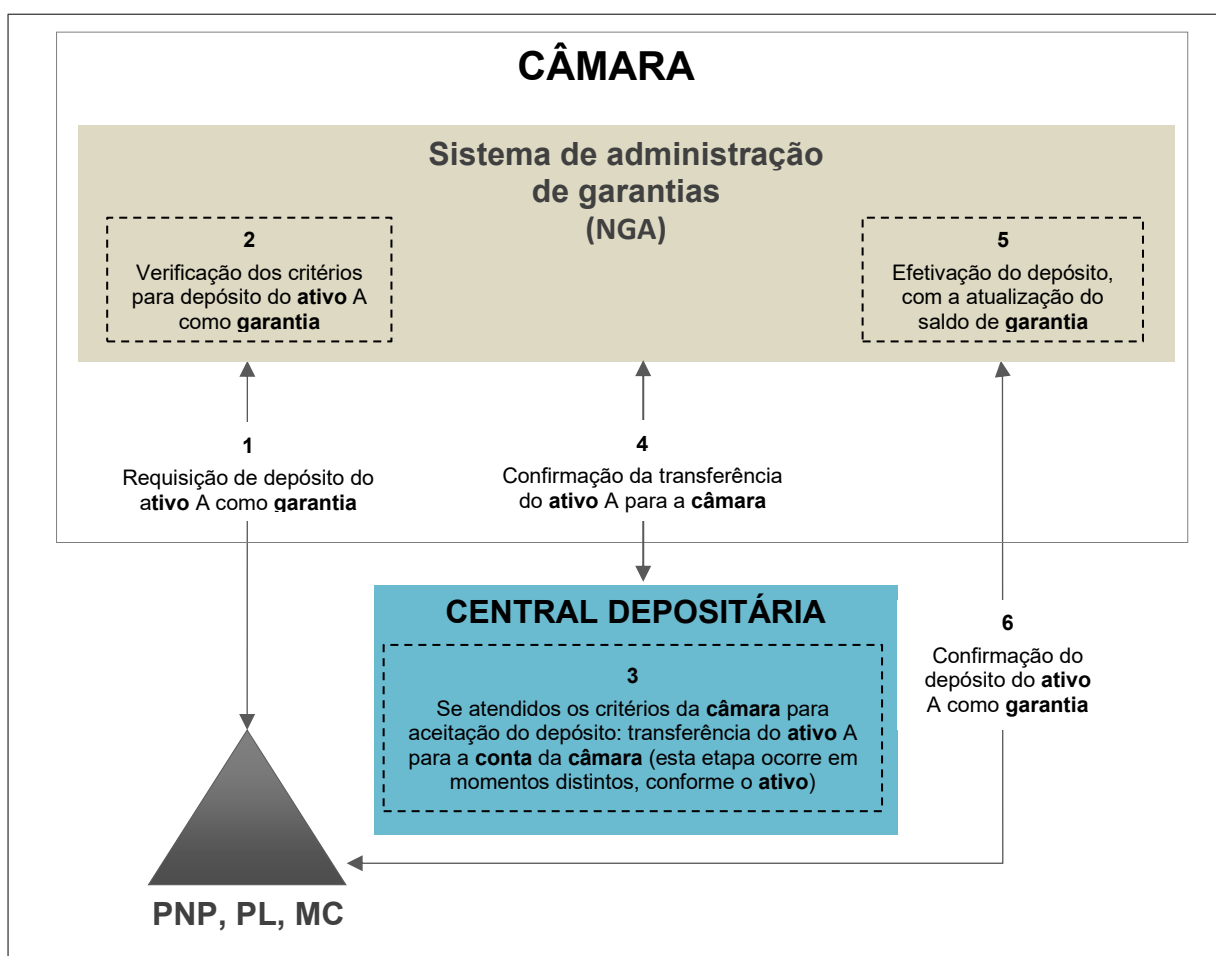 CÂMARA
Sistema de administração
de garantias
(NGA)
2
Verificação dos critérios
para depósito do ativo A
como garantia
5
Efetivação do depósito,
com a atualização do
saldo de garantia
1
Requisição de depósito do
ativo A como garantia
4
Confirmação da transferência
do ativo A para a câmara
CENTRAL DEPOSITÁRIA
3
Se atendidos os critérios da câmara para
aceitação do depósito: transferência do ativo A
para a conta da câmara (esta etapa ocorre em
momentos distintos, conforme o ativo)
6
Confirmação do
depósito do ativo
A como garantia
PNP, PL, MC